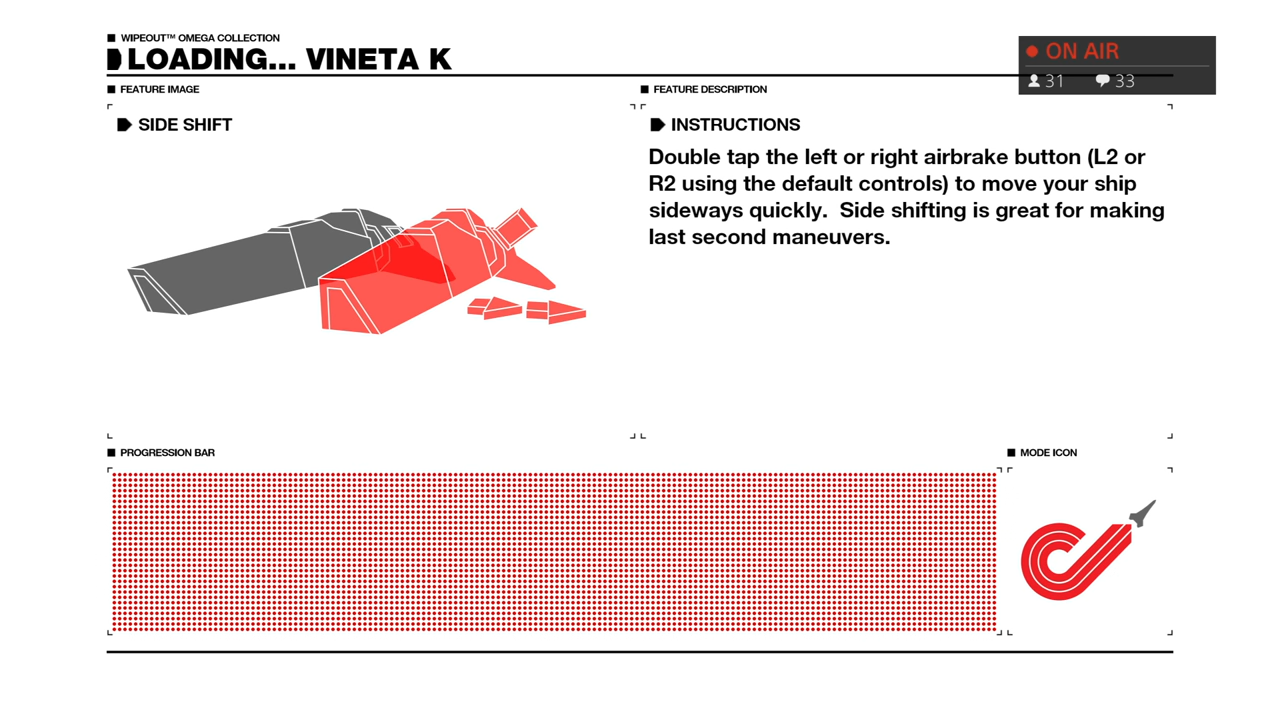 WIPEOUT™ OMEGA COLLECTION
LOADING... VINETA K
ON AIR
31 33
FEATURE IMAGE
FEATURE DESCRIPTION
SIDE SHIFT
INSTRUCTIONS
Double tap the left or right airbrake button (L2 or
R2 using the default controls) to move your ship
sideways quickly.  Side shifting is great for making
last second maneuvers.
PROGRESSION BAR
MODE ICON